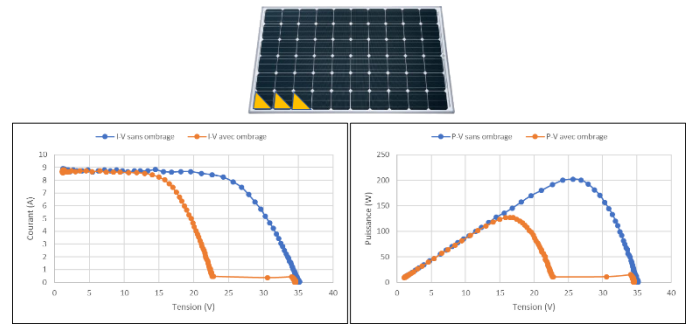 I-V sans ombrage I-V avec ombrage
10
9
8
7
6
5
4
3
2
1
0
Courant (A)
0 5 10 15 20 25 30 35 40
Tension (V)
P-V sans ombrage P-V avec ombrage
250
200
150
100
50
0
Puissance (W)
0 5 10 15 20 25 30 35 40
Tension (V)